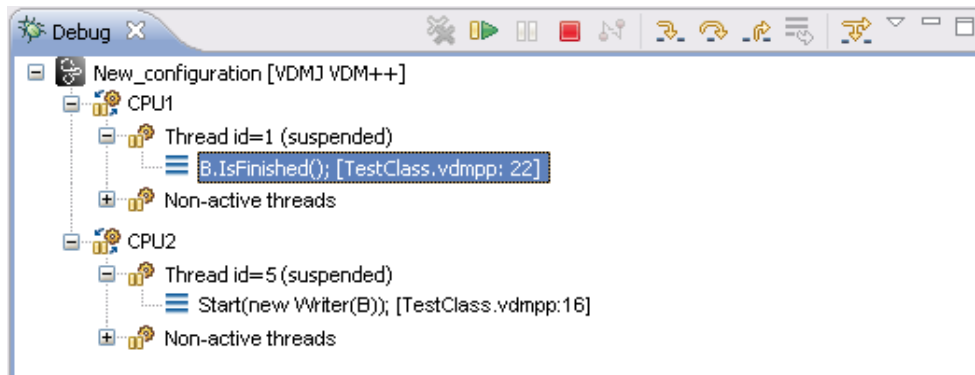 Debug
New_configuration [VDMJ VDM++]
CPU1
Thread id=1 (suspended)
B.IsFinished(); [TestClass.vdmpp: 22]
Non-active threads
CPU2
Thread id=5 (suspended)
Start(new Writer(B)); [TestClass.vdmpp:16]
Non-active threads